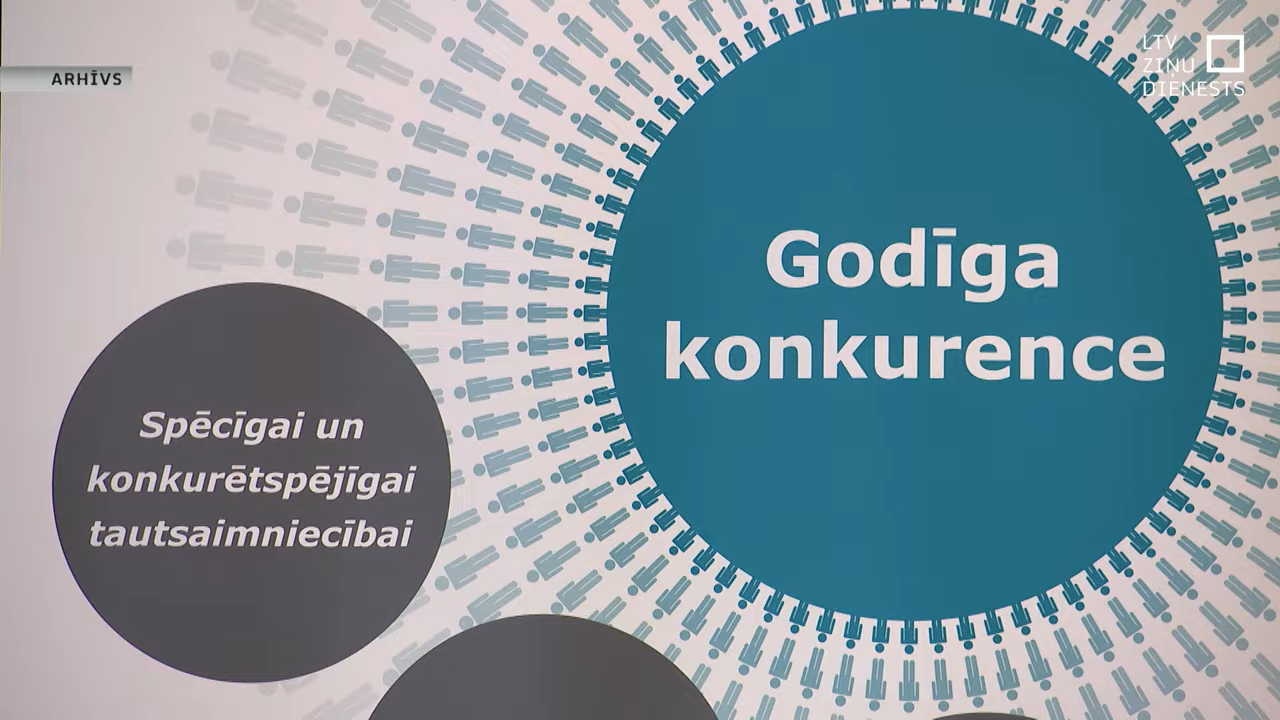 ARHĪVS
LTV
ZIŅU
DIENESTS
Godīga
konkurence
Spēcīgai un
konkurētspējīgai
tautsaimniecībai